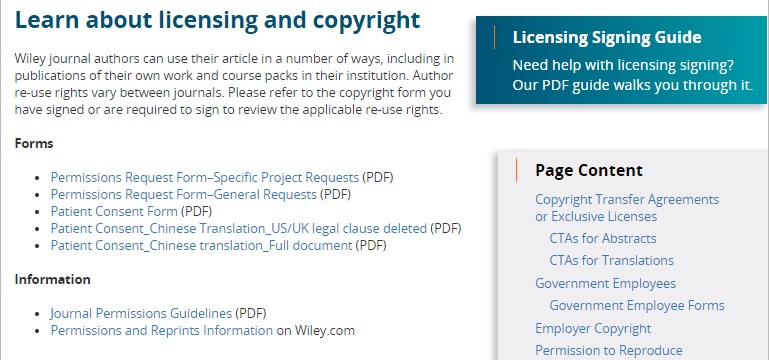 Learn about licensing and copyright
Wiley journal authors can use their article in a number of ways, including in
publications of their own work and course packs in their institution. Author
re-use rights vary between journals. Please refer to the copyright form you
have signed or are required to sign to review the applicable re-use rights.
Forms
Permissions Request Form–Specific Project Requests (PDF)
Permissions Request Form–General Requests (PDF)
Patient Consent Form (PDF)
Patient Consent_Chinese Translation_US/UK legal clause deleted (PDF)
Patient Consent_Chinese translation_Full document (PDF)
Information
Journal Permissions Guidelines (PDF)
Permissions and Reprints Information on Wiley.com
Licensing Signing Guide
Need help with licensing signing?
Our PDF guide walks you through it.
Page Content
Copyright Transfer Agreements
or Exclusive Licenses
CTAs for Abstracts
CTAs for Translations
Government Employees
Government Employee Forms
Employer Copyright
Permission to Reproduce